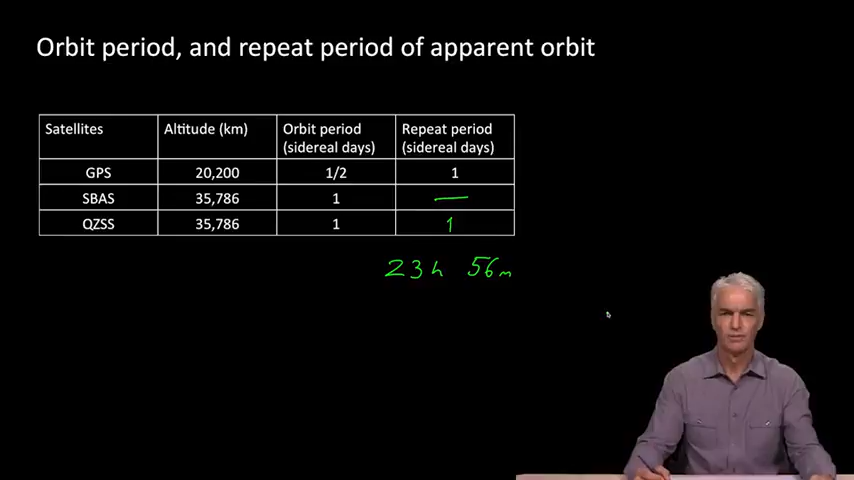 Orbit period, and repeat period of apparent orbit
Satellites Altitude (km) Orbit period (sidereal days) Repeat period (sidereal days)
GPS 20,200 1/2 1
SBAS 35,786 1 —
QZSS 35,786 1 1
23h 56m